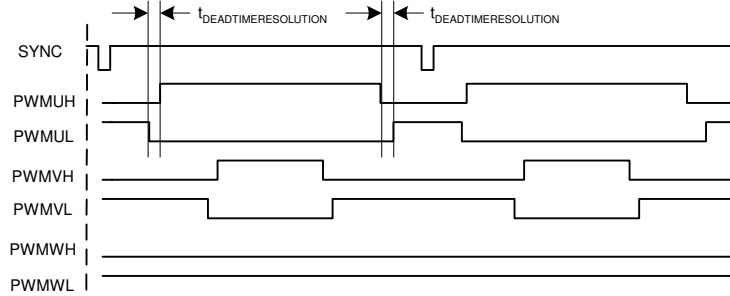 tDEADTIMERESOLUTION tDEADTIMERESOLUTION
SYNC
PWMUH
PWMUL
PWMVH
PWMVL
PWMWH
PWMWL